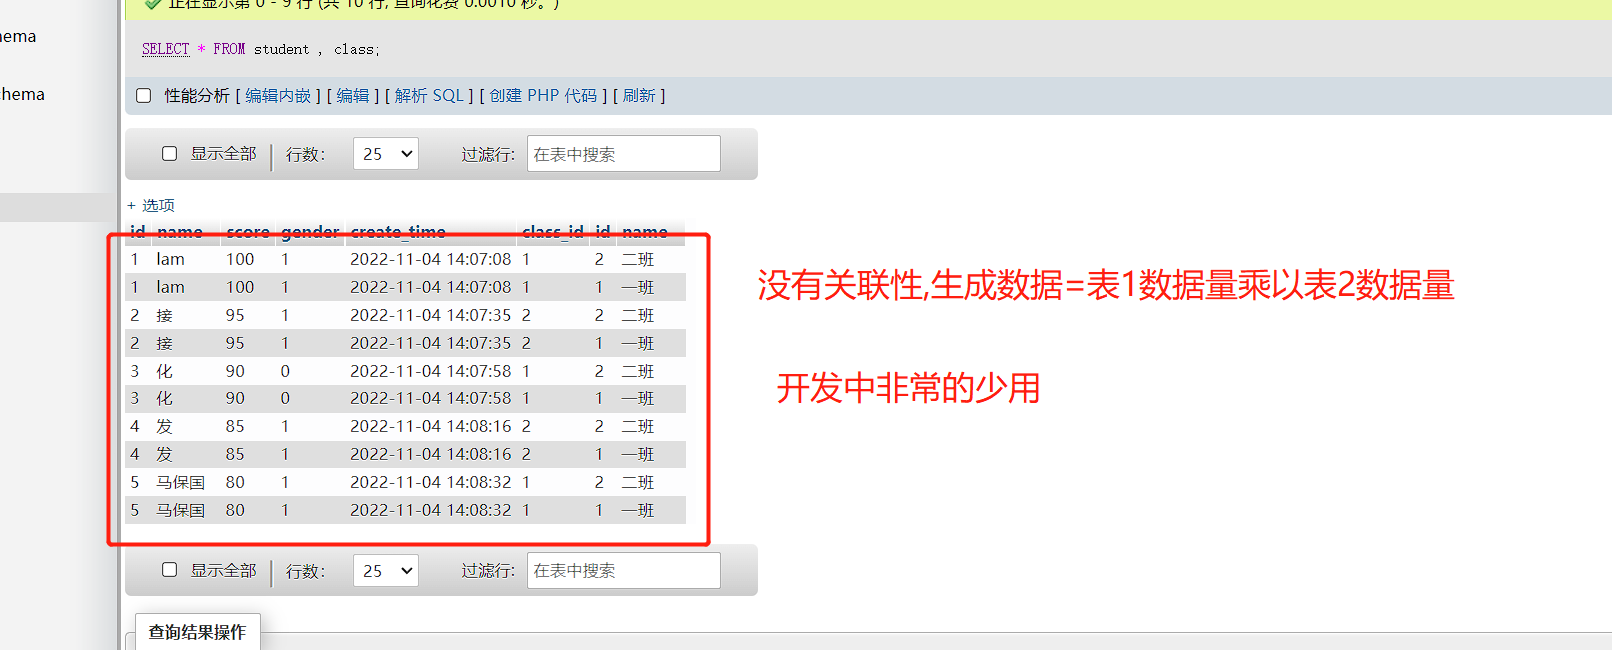 正在显示第 0 - 9 行 (共 10 行, 查询花费 0.0010 秒。)
hema
SELECT * FROM student , class;
hema
性能分析 [ 编辑内嵌 ] [ 编辑 ] [ 解析 SQL ] [ 创建 PHP 代码 ] [ 刷新 ]
显示全部 行数: 25 过滤行: 在表中搜索
+ 选项
id name score gender create_time class_id id name
1 lam 100 1 2022-11-04 14:07:08 1 2 二班
1 lam 100 1 2022-11-04 14:07:08 1 1 一班
没有关联性,生成数据=表1数据量乘以表2数据量
2 接 95 1 2022-11-04 14:07:35 2 2 二班
2 接 95 1 2022-11-04 14:07:35 2 1 一班
3 化 90 0 2022-11-04 14:07:58 1 2 二班
开发中非常的少用
3 化 90 0 2022-11-04 14:07:58 1 1 一班
4 发 85 1 2022-11-04 14:08:16 2 2 二班
4 发 85 1 2022-11-04 14:08:16 2 1 一班
5 马保国 80 1 2022-11-04 14:08:32 1 2 二班
5 马保国 80 1 2022-11-04 14:08:32 1 1 一班
显示全部 行数: 25 过滤行: 在表中搜索
查询结果操作